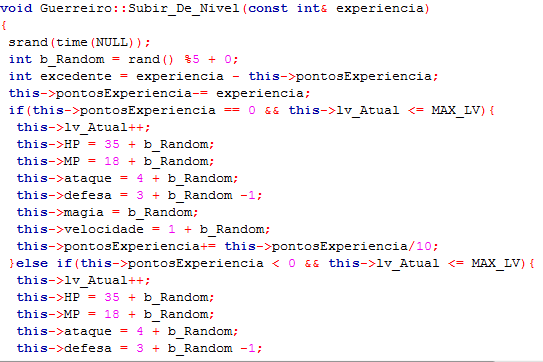 void Guerreiro::Subir_De_Nivel(const int& experiencia)
{
srand(time(NULL));
int b_Random = rand() %5 + 0;
int excedente = experiencia - this->pontosExperiencia;
this->pontosExperiencia-= experiencia;
if(this->pontosExperiencia == 0 && this->lv_Atual <= MAX_LV){
this->lv_Atual++;
this->HP = 35 + b_Random;
this->MP = 18 + b_Random;
this->ataque = 4 + b_Random;
this->defesa = 3 + b_Random -1;
this->magia = b_Random;
this->velocidade = 1 + b_Random;
this->pontosExperiencia+= this->pontosExperiencia/10;
}else if(this->pontosExperiencia < 0 && this->lv_Atual <= MAX_LV){
this->lv_Atual++;
this->HP = 35 + b_Random;
this->MP = 18 + b_Random;
this->ataque = 4 + b_Random;
this->defesa = 3 + b_Random -1;